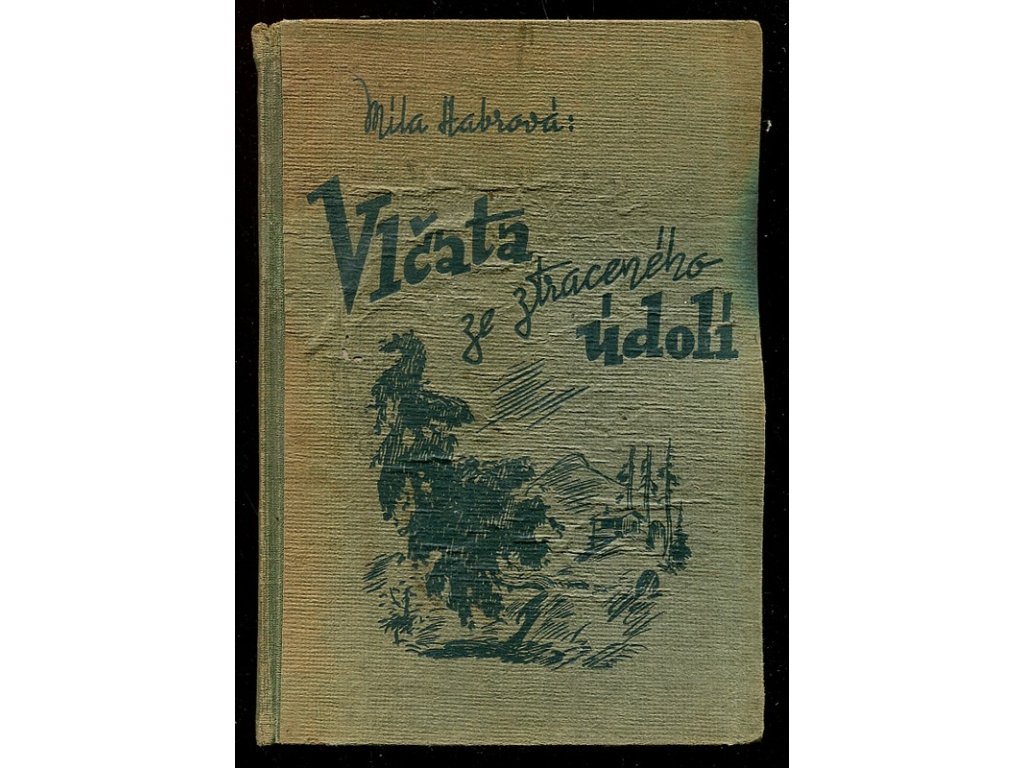 Míla Habrová:
Vlčata
ze ztraceného
údolí